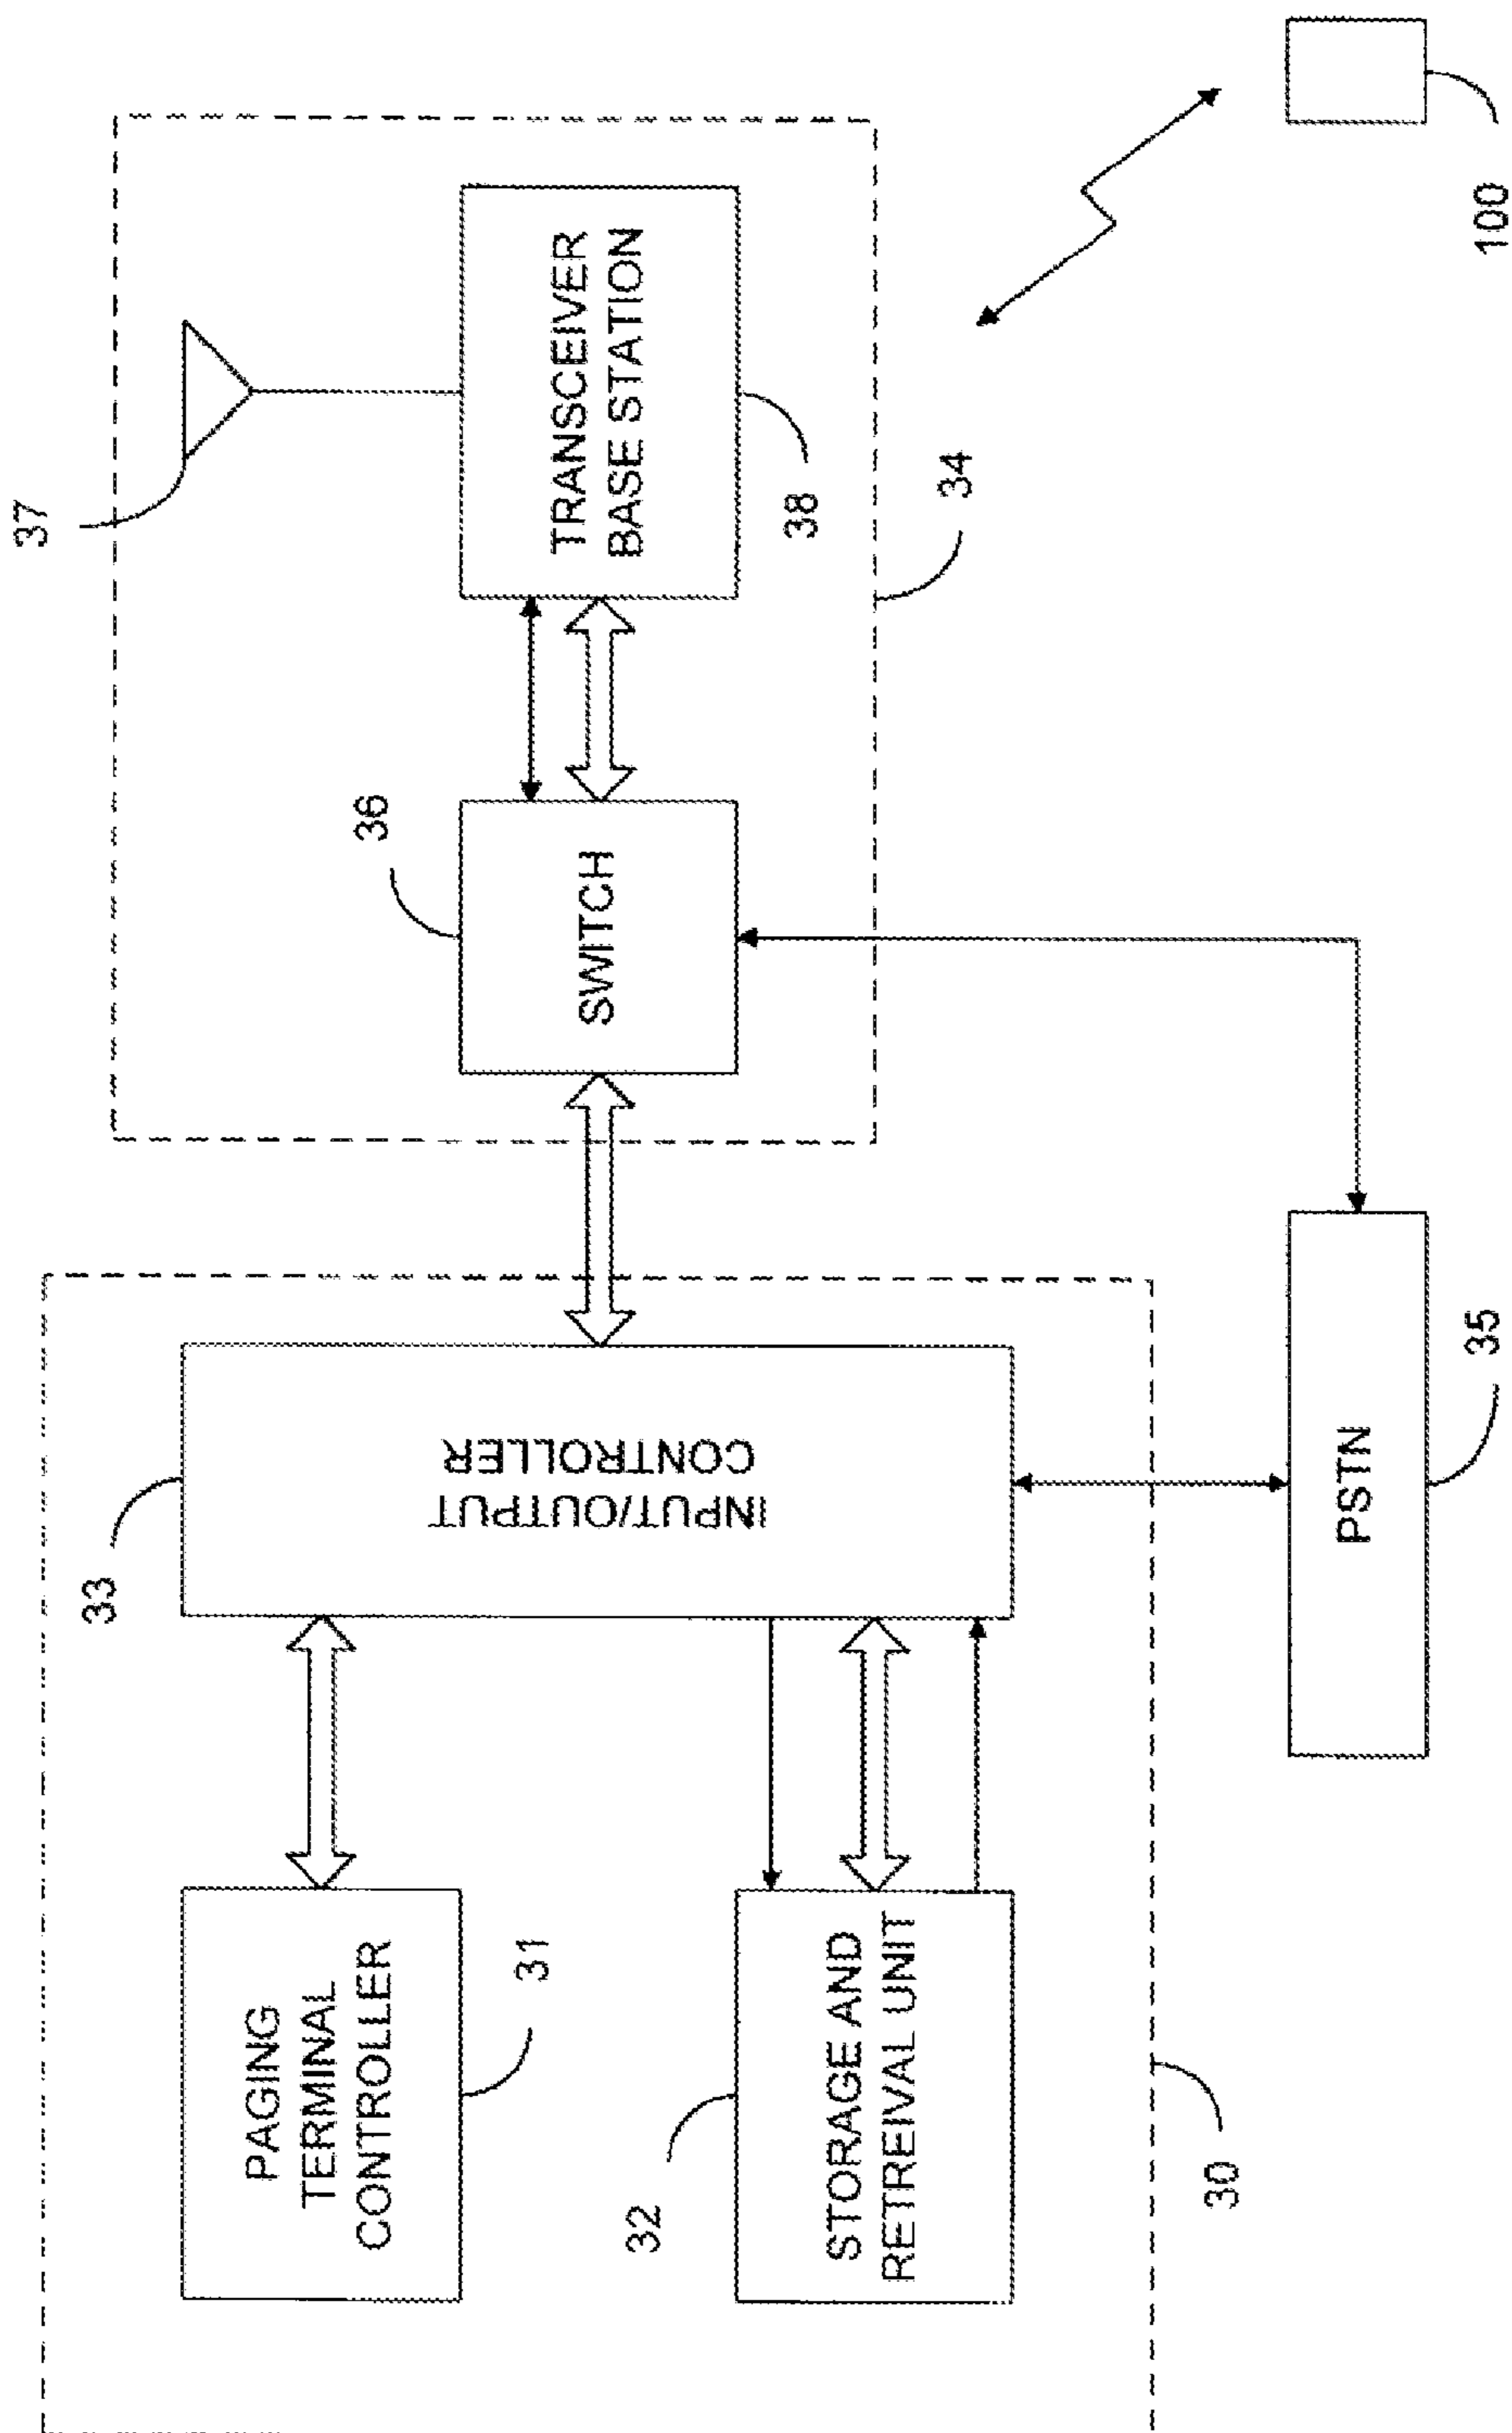 37
TRANSCEIVER
BASE STATION
38
34
100
36
SWITCH
33
INPUT/OUTPUT
CONTROLLER
PSTN
35
PAGING
TERMINAL
CONTROLLER
31
32
STORAGE AND
RETREIVAL UNIT
30